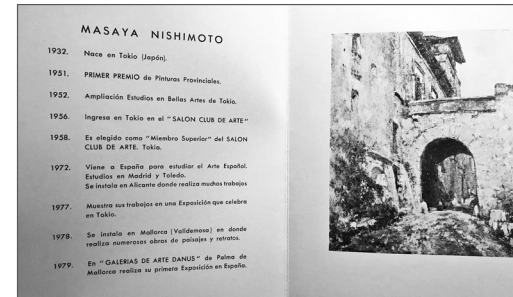 MASAYA NISHIMOTO
1932. Nace en Tokio (Japón).
1951. PRIMER PREMIO de Pinturas Provinciales.
1952. Ampliación Estudios en Bellas Artes de Tokio.
1956. Ingresa en Tokio en el "SALON CLUB DE ARTE"
1958. Es elegido como "Miembro Superior" del SALON
CLUB DE ARTE. Tokio.
1972. Viene a España para estudiar el Arte Español.
Estudios en Madrid y Toledo.
Se instala en Alicante donde realiza muchos trabajos
1977. Muestra sus trabajos en una Exposición que celebra
en Tokio.
1978. Se instala en Mallorca (Valldemosa) en donde
realiza numerosas obras de paisajes y retratos.
1979. En "GALERIAS DE ARTE DANUS" de Palma de
Mallorca realiza su primera Exposición en España.